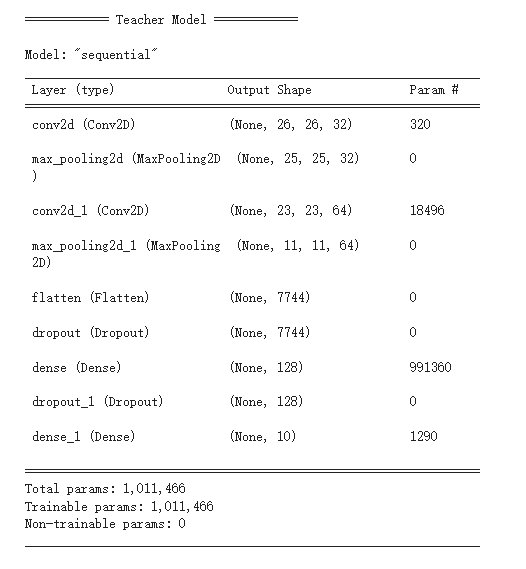 ============ Teacher Model ============
Model: "sequential"
Layer (type) Output Shape Param #
conv2d (Conv2D) (None, 26, 26, 32) 320
max_pooling2d (MaxPooling2D (None, 25, 25, 32) 0
)
conv2d_1 (Conv2D) (None, 23, 23, 64) 18496
max_pooling2d_1 (MaxPooling (None, 11, 11, 64) 0
2D)
flatten (Flatten) (None, 7744) 0
dropout (Dropout) (None, 7744) 0
dense (Dense) (None, 128) 991360
dropout_1 (Dropout) (None, 128) 0
dense_1 (Dense) (None, 10) 1290
Total params: 1,011,466
Trainable params: 1,011,466
Non-trainable params: 0